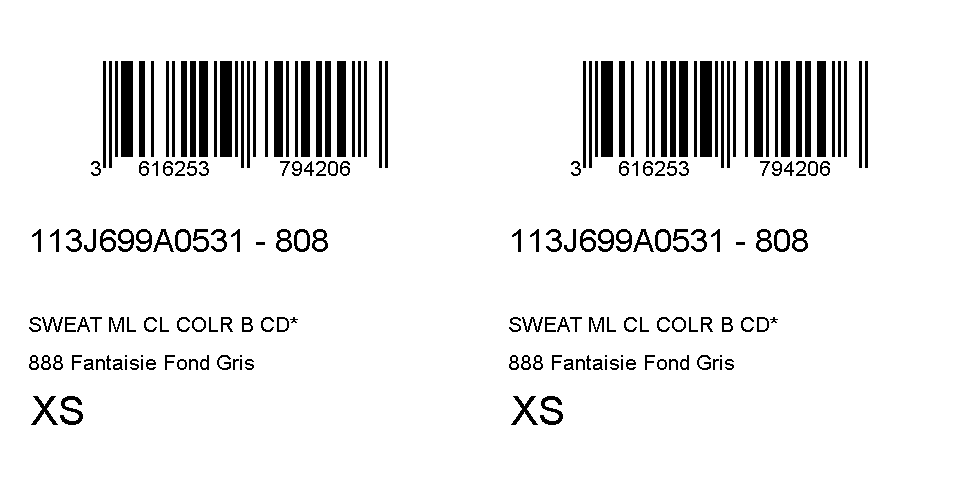 3 616253 794206
113J699A0531 - 808
SWEAT ML CL COLR B CD*
888 Fantaisie Fond Gris
XS
3 616253 794206
113J699A0531 - 808
SWEAT ML CL COLR B CD*
888 Fantaisie Fond Gris
XS